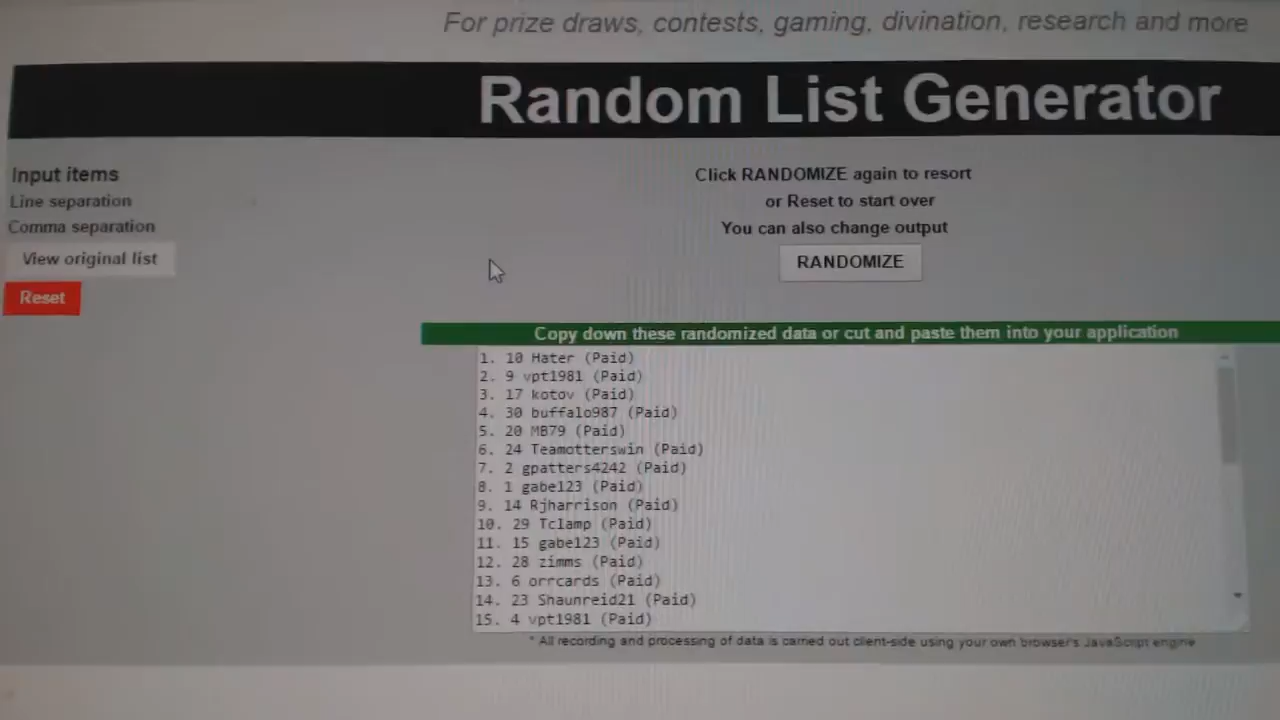 For prize draws, contests, gaming, divination, research and more
Random List Generator
Input items
Line separation
Comma separation
View original list
Reset
Click RANDOMIZE again to resort
or Reset to start over
You can also change output
RANDOMIZE
Copy down these randomized data or cut and paste them into your application
1. 10 Hater (Paid)
2. 9 vpt1981 (Paid)
3. 17 kotov (Paid)
4. 30 buffalo987 (Paid)
5. 20 MB79 (Paid)
6. 24 Teamotterswin (Paid)
7. 2 gpatters4242 (Paid)
8. 1 gabe123 (Paid)
9. 14 Rjharrison (Paid)
10. 29 Tclamp (Paid)
11. 15 gabe123 (Paid)
12. 28 zimms (Paid)
13. 6 orrcards (Paid)
14. 23 Shaunreid21 (Paid)
15. 4 vpt1981 (Paid)
* All recording and processing of data is carried out client-side using your own browser's JavaScript engine